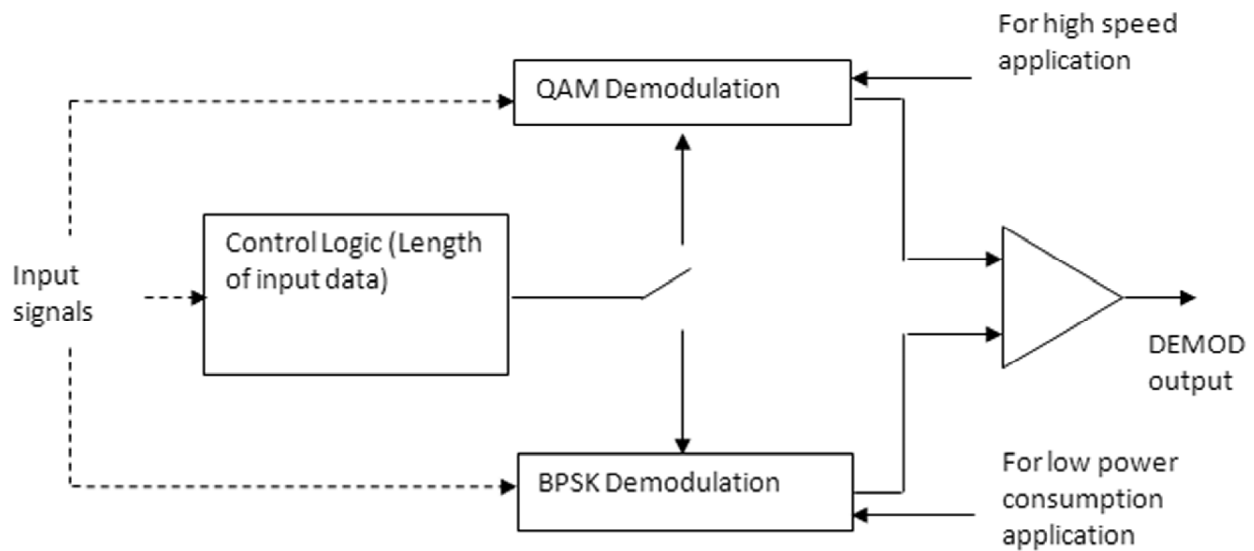 For high speed
application
QAM Demodulation
Control Logic (Length
of input data)
Input
signals
DEMOD
output
BPSK Demodulation
For low power
consumption
application